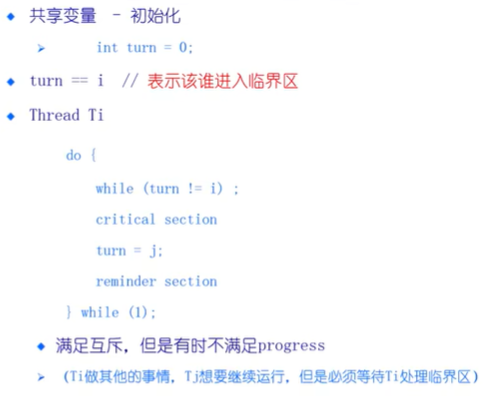 共享变量 - 初始化
int turn = 0;
turn == i // 表示该谁进入临界区
Thread Ti
do {
while (turn != i) ;
critical section
turn = j;
reminder section
} while (1);
满足互斥，但是有时不满足progress
(Ti做其他的事情，Tj想要继续运行，但是必须等待Ti处理临界区)